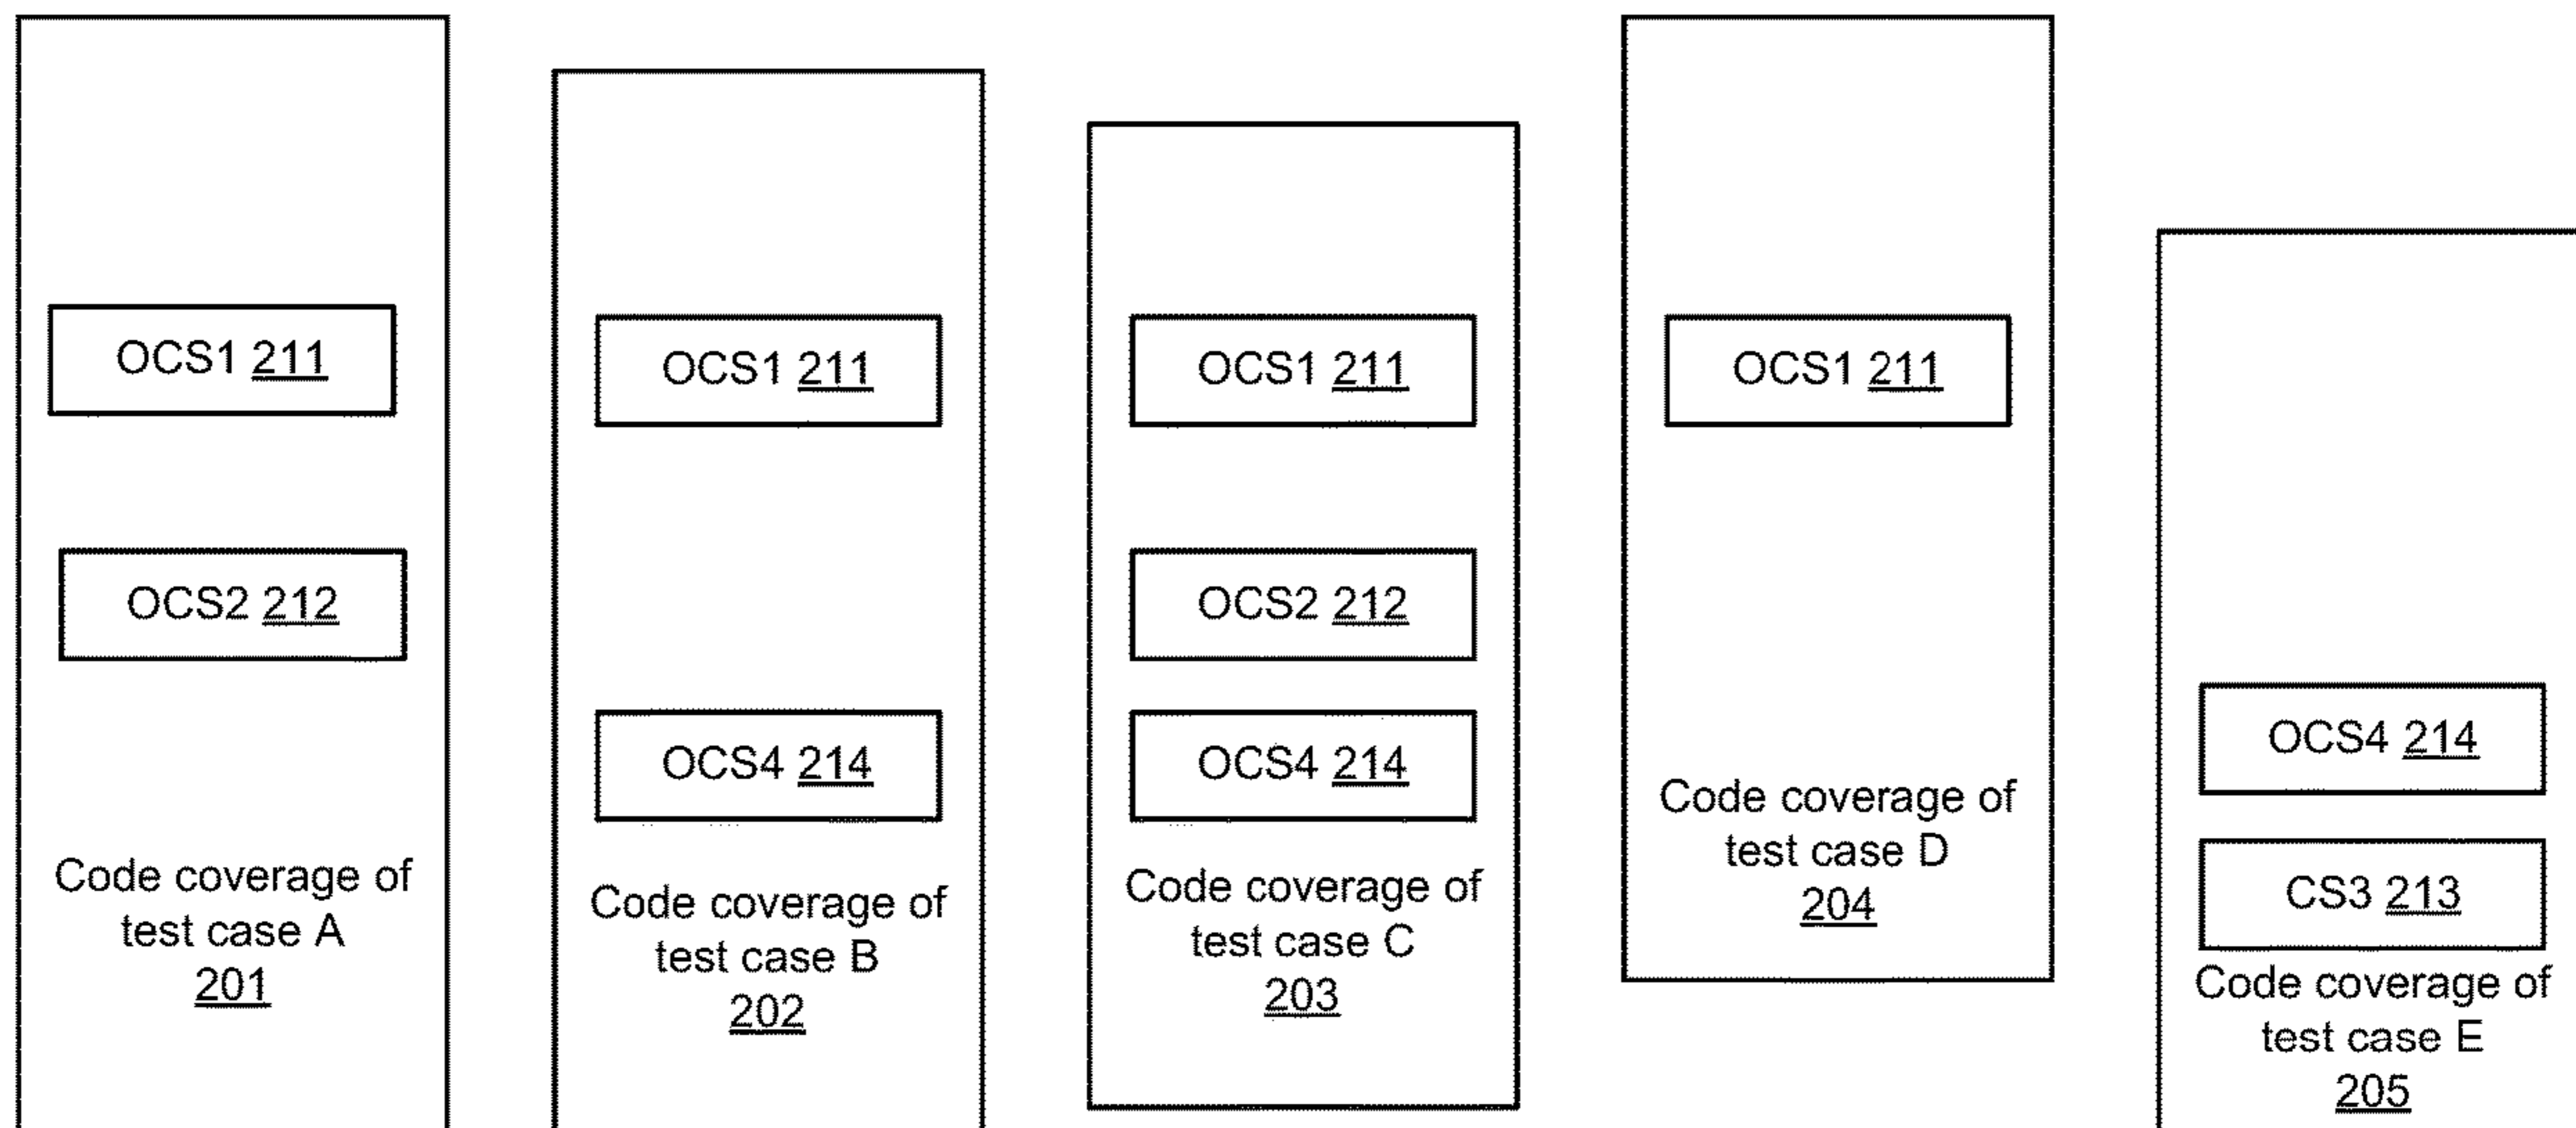 OCS1 211
OCS2 212
Code coverage of
test case A
201
OCS1 211
OCS4 214
Code coverage of
test case B
202
OCS1 211
OCS2 212
OCS4 214
Code coverage of
test case C
203
OCS1 211
Code coverage of
test case D
204
OCS4 214
CS3 213
Code coverage of
test case E
205